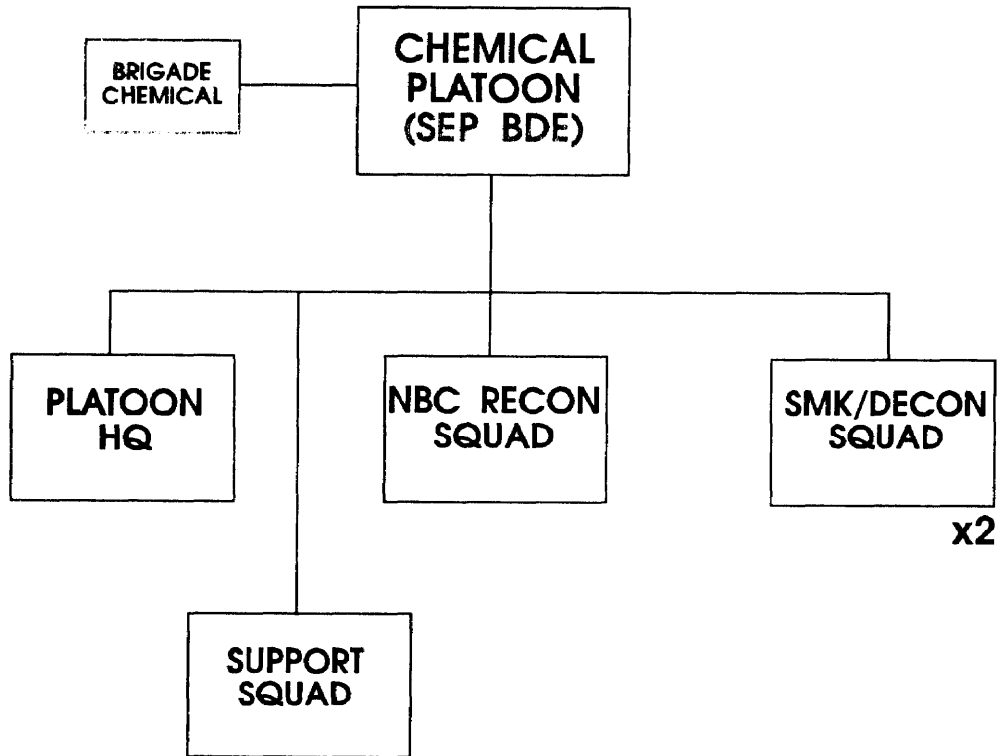 BRIGADE
CHEMICAL
CHEMICAL
PLATOON
(SEP BDE)
PLATOON
HQ
NBC RECON
SQUAD
SMK/DECON
SQUAD
x2
SUPPORT
SQUAD